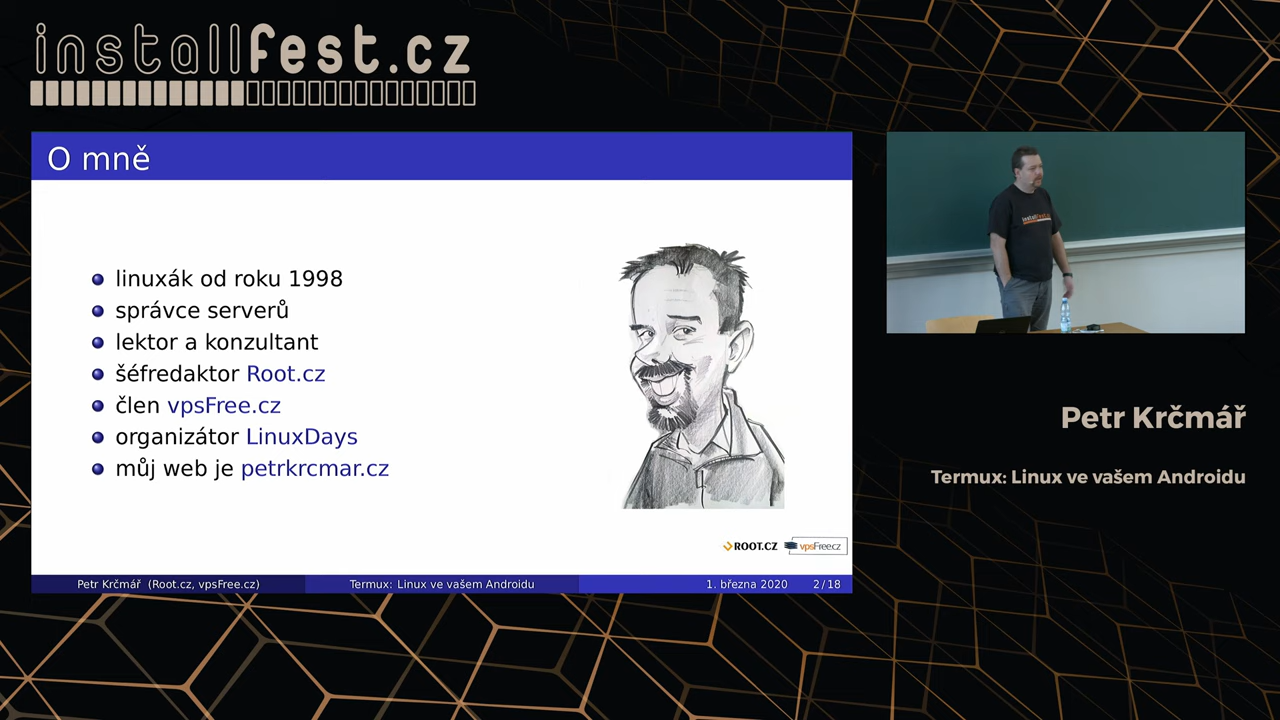 installfest.cz
O mně
linuxák od roku 1998
správce serverů
lektor a konzultant
šéfredaktor Root.cz
člen vpsFree.cz
organizátor LinuxDays
můj web je petrkrcmar.cz
ROOT.CZ vpsFree.cz
Petr Krčmář (Root.cz, vpsFree.cz) Termux: Linux ve vašem Androidu 1. března 2020 2/18
installfest.cz
Petr Krčmář
Termux: Linux ve vašem Androidu